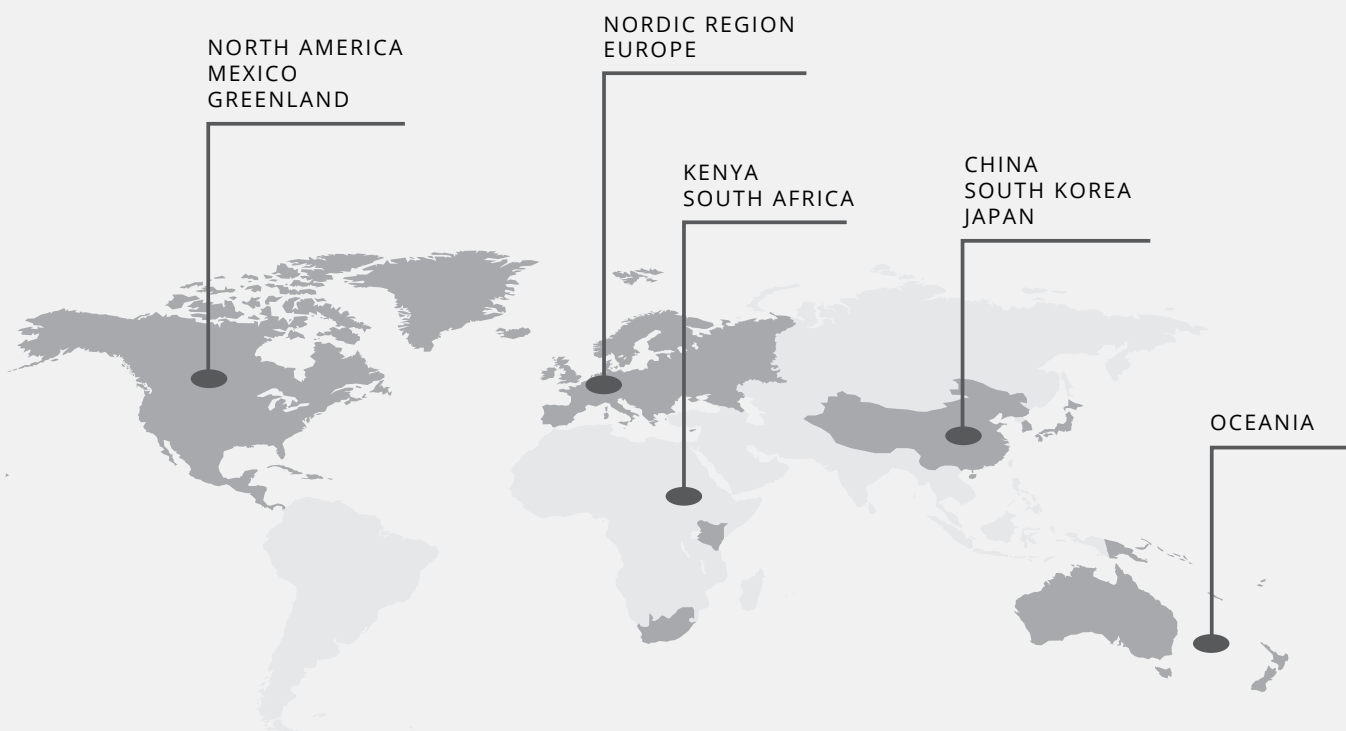 NORTH AMERICA
MEXICO
GREENLAND
NORDIC REGION
EUROPE
KENYA
SOUTH AFRICA
CHINA
SOUTH KOREA
JAPAN
OCEANIA